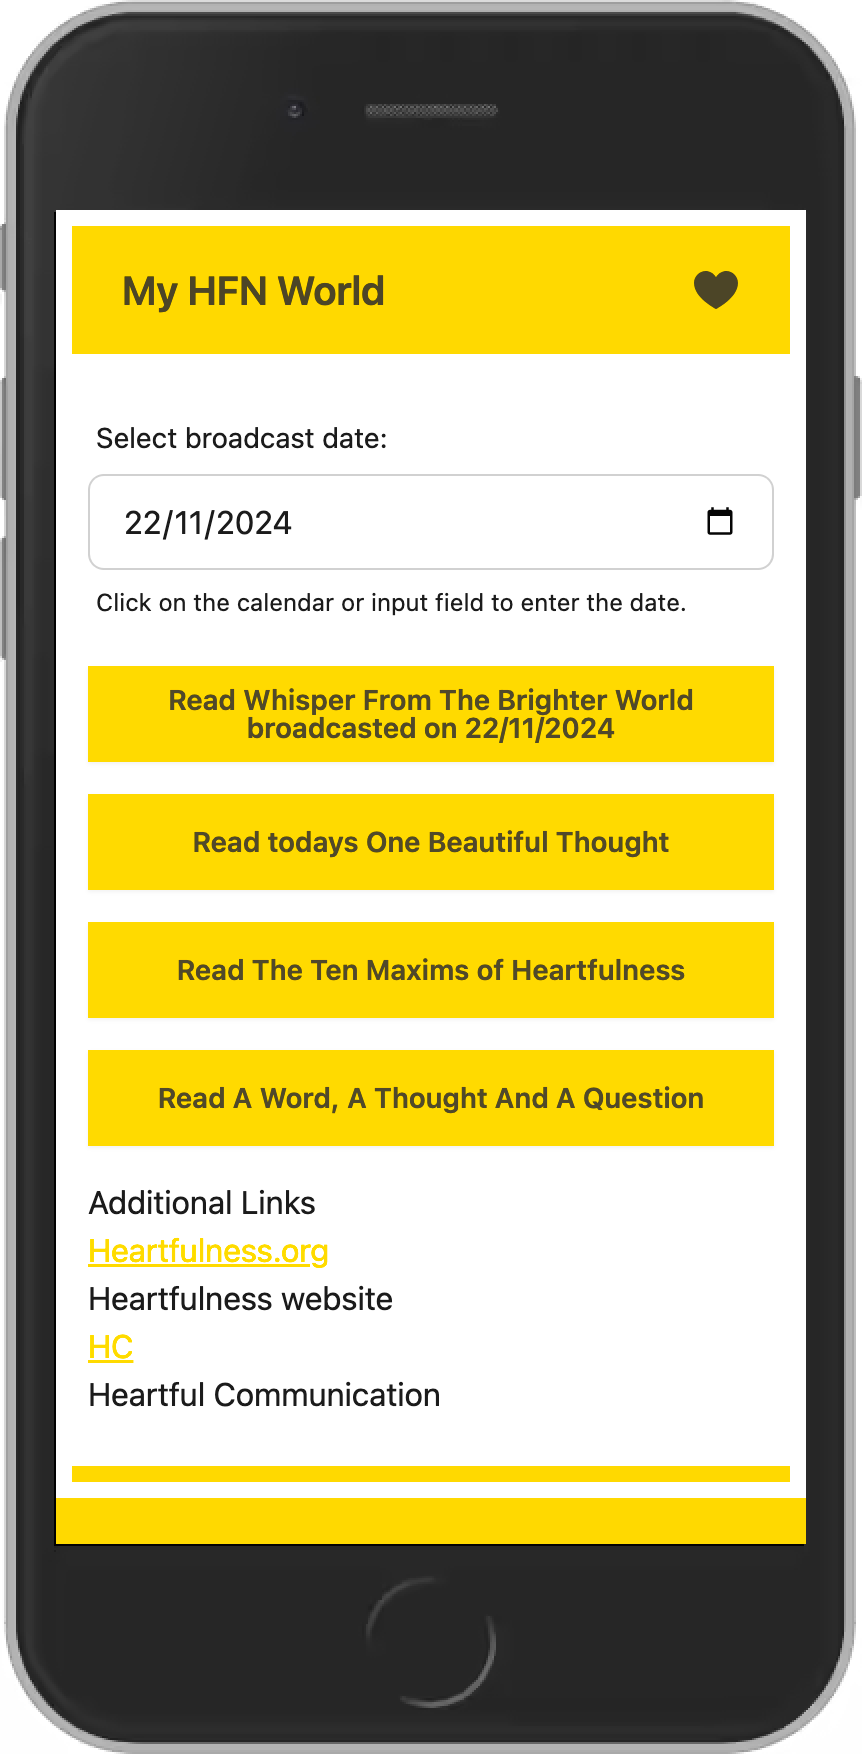 My HFN World
Select broadcast date:
22/11/2024
Click on the calendar or input field to enter the date.
Read Whisper From The Brighter World
broadcasted on 22/11/2024
Read todays One Beautiful Thought
Read The Ten Maxims of Heartfulness
Read A Word, A Thought And A Question
Additional Links
Heartfulness.org
Heartfulness website
HC
Heartful Communication